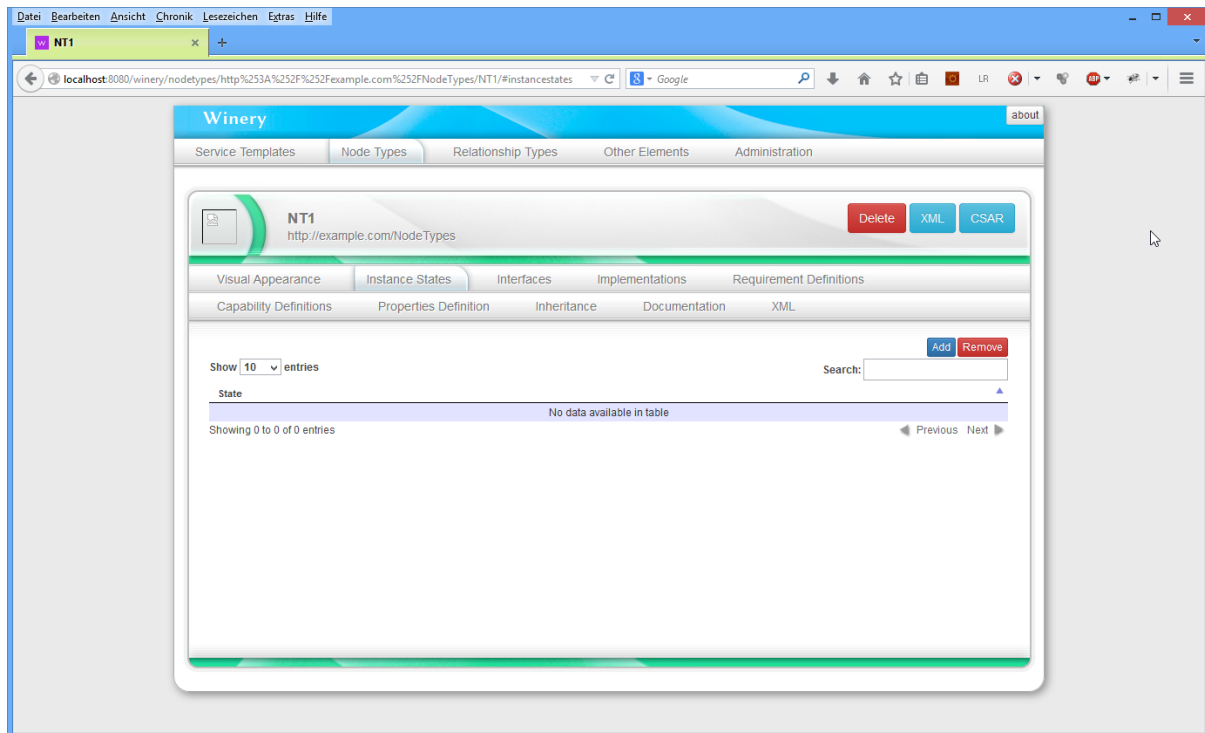 Datei Bearbeiten Ansicht Chronik Lesezeichen Extras Hilfe
NT1
localhost:8080/winery/nodetypes/http%253A%252F%252Fexample.com%252FNodeTypes/NT1/#instancestates
Google
LR
ABP
Winery
about
Service Templates Node Types Relationship Types Other Elements Administration
NT1
http://example.com/NodeTypes
Delete XML CSAR
Visual Appearance Instance States Interfaces Implementations Requirement Definitions
Capability Definitions Properties Definition Inheritance Documentation XML
Add Remove
Show 10 entries
Search:
State
No data available in table
Showing 0 to 0 of 0 entries
Previous Next